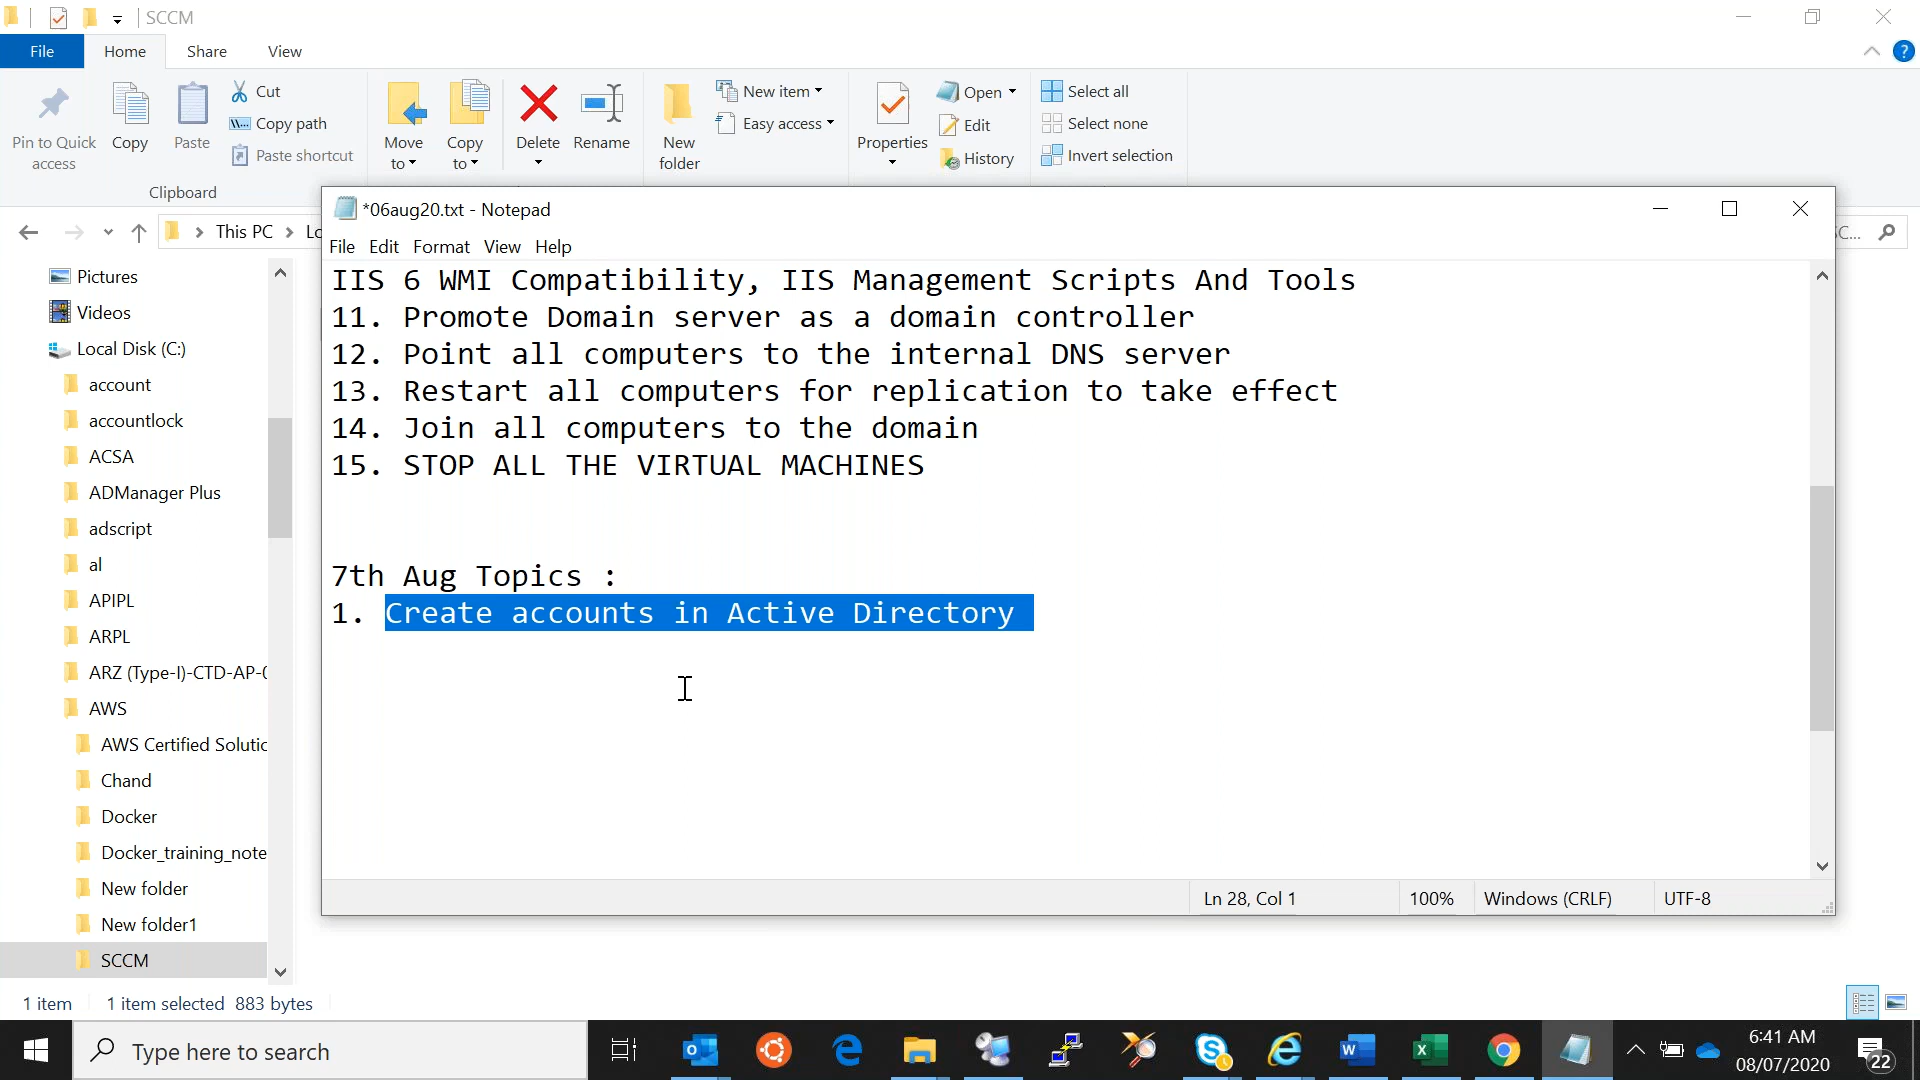 SCCM
File Home Share View
Pin to Quick access
Copy
Paste
Cut
Copy path
Paste shortcut
Clipboard
Move to
Copy to
Delete
Rename
New folder
New item
Easy access
Properties
Open
Edit
History
Select all
Select none
Invert selection
This PC
*06aug20.txt - Notepad
File Edit Format View Help
IIS 6 WMI Compatibility, IIS Management Scripts And Tools
11. Promote Domain server as a domain controller
12. Point all computers to the internal DNS server
13. Restart all computers for replication to take effect
14. Join all computers to the domain
15. STOP ALL THE VIRTUAL MACHINES
7th Aug Topics :
1. Create accounts in Active Directory
Ln 28, Col 1 100% Windows (CRLF) UTF-8
Pictures
Videos
Local Disk (C:)
account
accountlock
ACSA
ADManager Plus
adscript
al
APIPL
ARPL
ARZ (Type-I)-CTD-AP-
AWS
AWS Certified Solutio
Chand
Docker
Docker_training_note
New folder
New folder1
SCCM
1 item 1 item selected 883 bytes
Type here to search
6:41 AM
08/07/2020
22